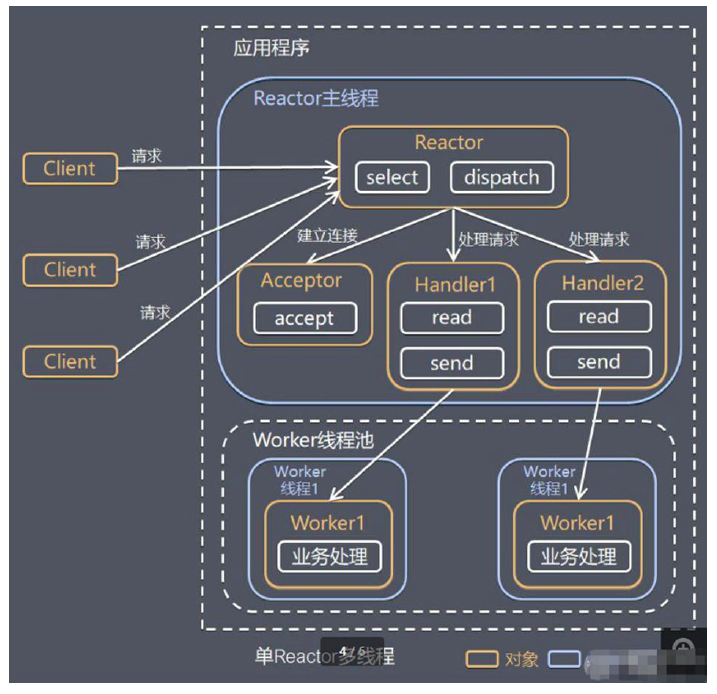 应用程序
Reactor主线程
Reactor
select
dispatch
Client
请求
Client
请求
Client
请求
建立连接
处理请求
处理请求
Acceptor
accept
Handler1
read
send
Handler2
read
send
Worker线程池
Worker
线程1
Worker1
业务处理
Worker
线程1
Worker1
业务处理
单Reactor多线程
4 / 6
对象